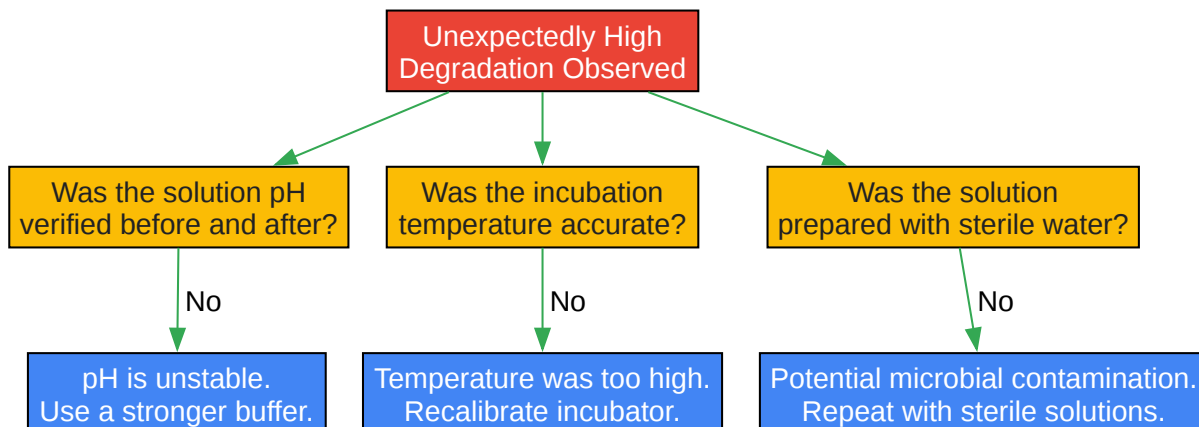 Unexpectedly High
Degradation Observed
Was the solution pH
verified before and after?
Was the incubation
temperature accurate?
Was the solution
prepared with sterile water?
No
No
No
pH is unstable.
Use a stronger buffer.
Temperature was too high.
Recalibrate incubator.
Potential microbial contamination.
Repeat with sterile solutions.